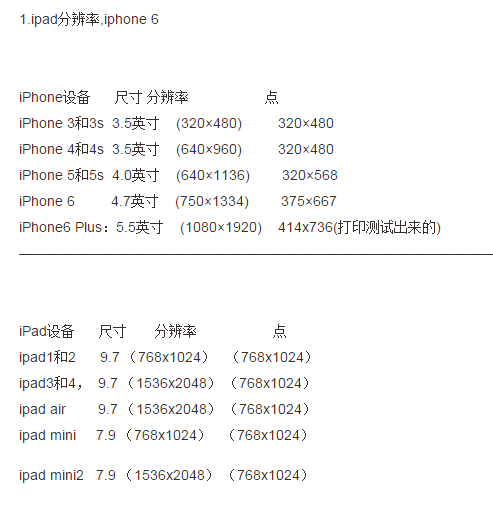 1.ipad分辨率,iphone 6
iPhone设备 尺寸 分辨率 点
iPhone 3和3s 3.5英寸 (320×480) 320×480
iPhone 4和4s 3.5英寸 (640×960) 320×480
iPhone 5和5s 4.0英寸 (640×1136) 320×568
iPhone 6 4.7英寸 (750×1334) 375×667
iPhone6 Plus：5.5英寸 (1080×1920) 414x736(打印测试出来的)
iPad设备 尺寸 分辨率 点
ipad1和2 9.7（768x1024） （768x1024）
ipad3和4， 9.7（1536x2048）（768x1024）
ipad air 9.7（1536x2048）（768x1024）
ipad mini 7.9（768x1024） （768x1024）
ipad mini2 7.9（1536x2048）（768x1024）